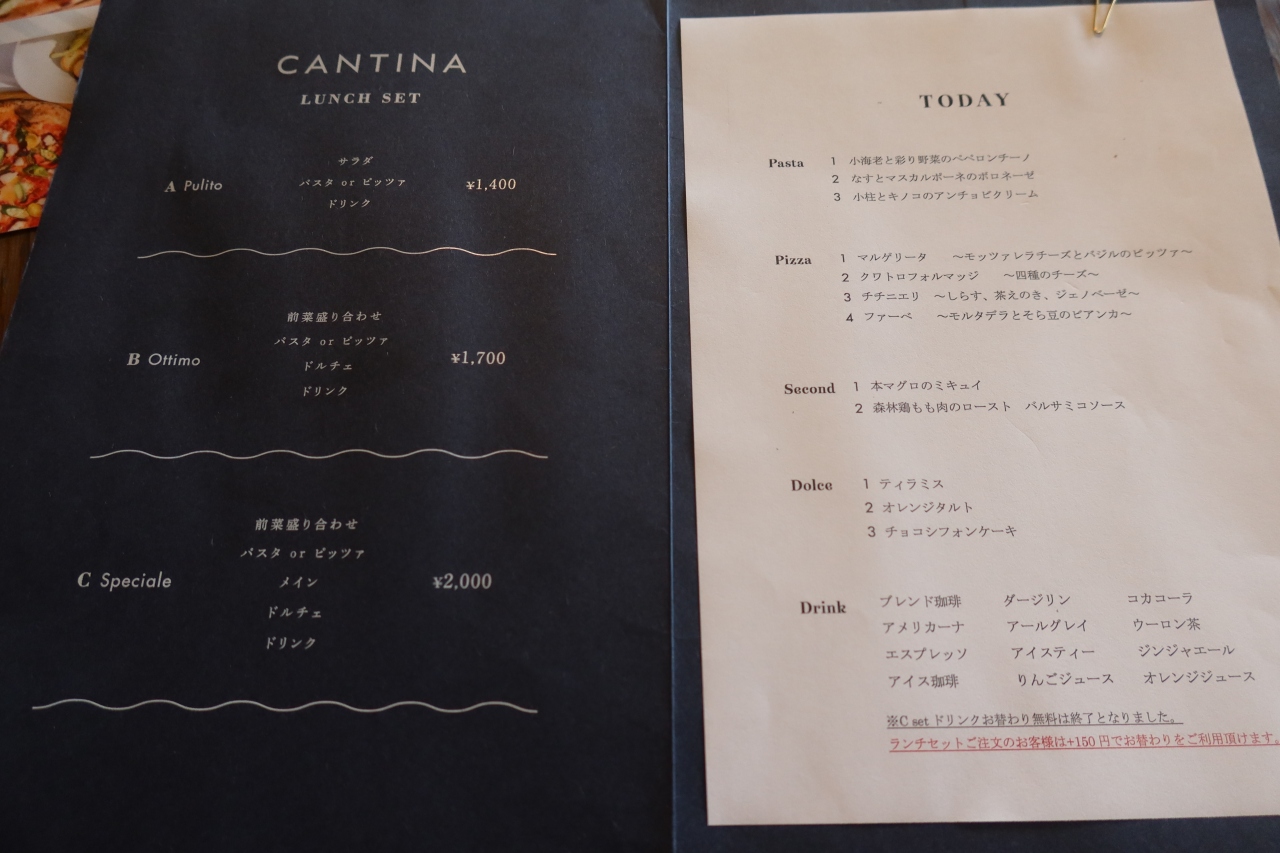 CANTINA
LUNCH SET
A Pulito
サラダ
パスタ or ピッツァ
ドリンク
¥1,400
B Ottimo
前菜盛り合わせ
パスタ or ピッツァ
ドルチェ
ドリンク
¥1,700
C Speciale
前菜盛り合わせ
パスタ or ピッツァ
メイン
ドルチェ
ドリンク
¥2,000
TODAY
Pasta 1 小海老と彩り野菜のペペロンチーノ
2 なすとマスカルポーネのボロネーゼ
3 小柱とキノコのアンチョビクリーム
Pizza 1 マルゲリータ ～モッツァレラチーズとバジルのピッツァ～
2 クワトロフォルマッジ ～四種のチーズ～
3 チチニエリ ～しらす、茶えのき、ジェノベーゼ～
4 ファーベ ～モルタデラとそら豆のビアンカ～
Second 1 本マグロのミキュイ
2 森林鶏もも肉のロースト バルサミコソース
Dolce 1 ティラミス
2 オレンジタルト
3 チョコシフォンケーキ
Drink ブレンド珈琲 ダージリン コカコーラ
アメリカーナ アールグレイ ウーロン茶
エスプレッソ アイスティー ジンジャエール
アイス珈琲 りんごジュース オレンジジュース
※C set ドリンクお替わり無料は終了となりました。
ランチセットご注文のお客様は+150 円でお替わりをご利用頂けます。